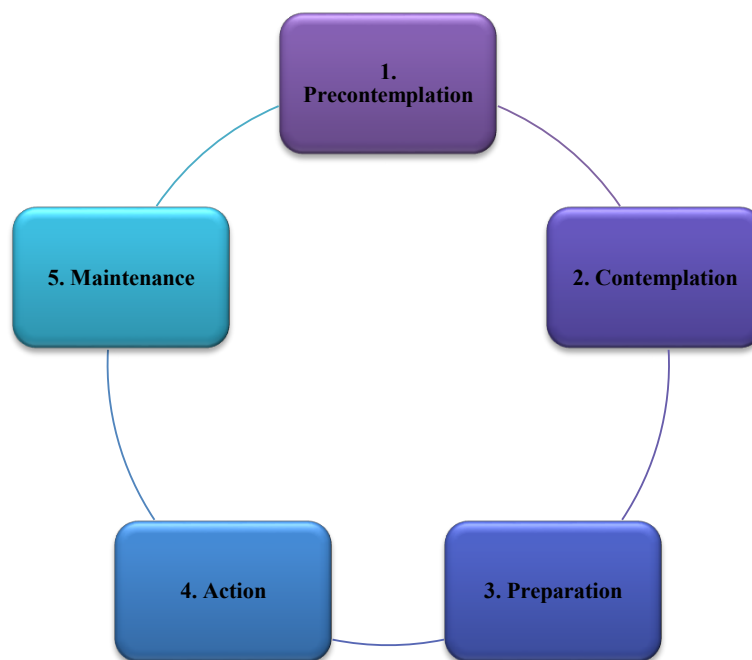 1.
Precontemplation
2. Contemplation
3. Preparation
4. Action
5. Maintenance